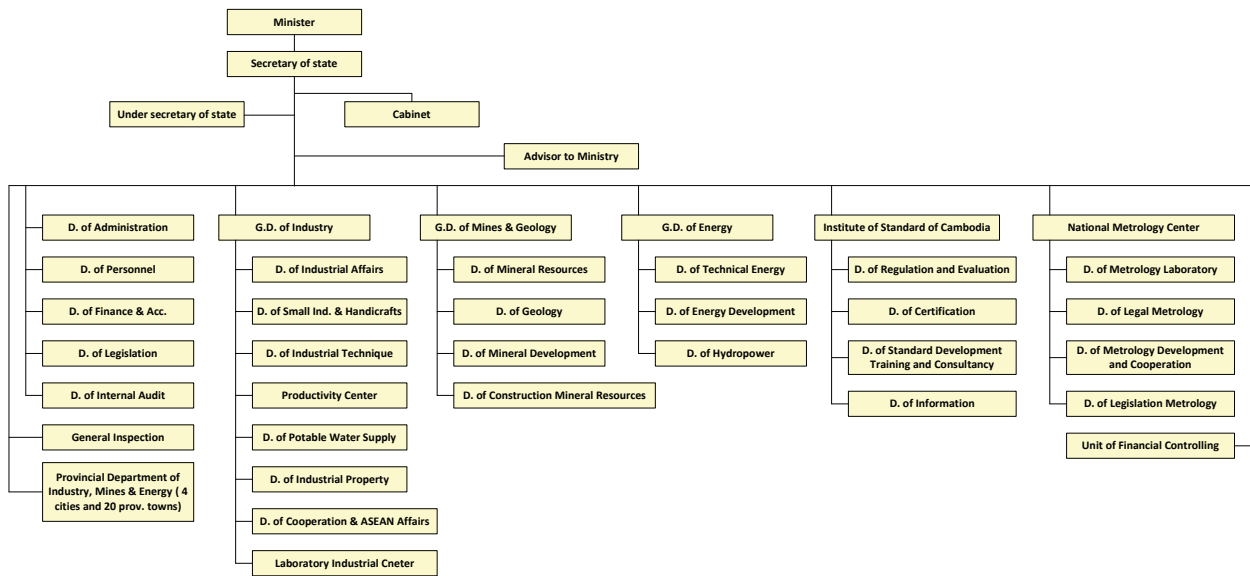 Minister
Secretary of state
Under secretary of state
Cabinet
Advisor to Ministry
D. of Administration
D. of Personnel
D. of Finance & Acc.
D. of Legislation
D. of Internal Audit
General Inspection
Provincial Department of
Industry, Mines & Energy ( 4
cities and 20 prov. towns)
G.D. of Industry
D. of Industrial Affairs
D. of Small Ind. & Handicrafts
D. of Industrial Technique
Productivity Center
D. of Potable Water Supply
D. of Industrial Property
D. of Cooperation & ASEAN Affairs
Laboratory Industrial Cneter
G.D. of Mines & Geology
D. of Mineral Resources
D. of Geology
D. of Mineral Development
D. of Construction Mineral Resources
G.D. of Energy
D. of Technical Energy
D. of Energy Development
D. of Hydropower
Institute of Standard of Cambodia
D. of Regulation and Evaluation
D. of Certification
D. of Standard Development
Training and Consultancy
D. of Information
National Metrology Center
D. of Metrology Laboratory
D. of Legal Metrology
D. of Metrology Development
and Cooperation
D. of Legislation Metrology
Unit of Financial Controlling